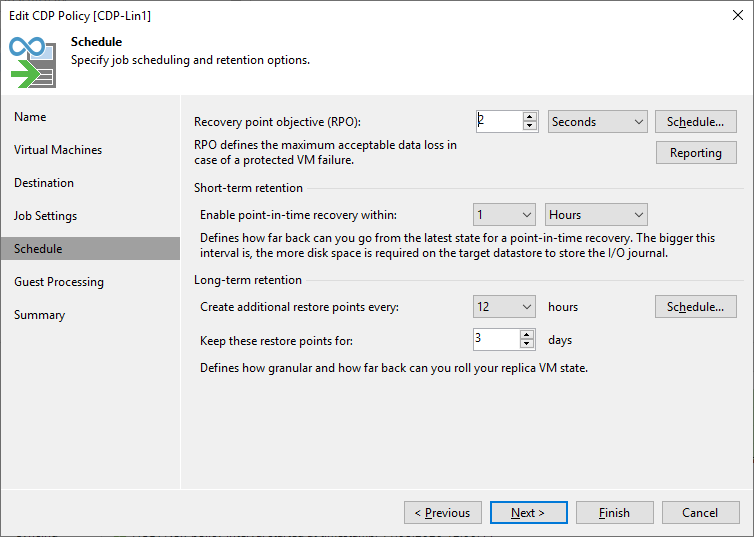 Edit CDP Policy [CDP-Lin1]
Schedule
Specify job scheduling and retention options.
Name
Virtual Machines
Destination
Job Settings
Schedule
Guest Processing
Summary
Recovery point objective (RPO): 2 Seconds Schedule...
RPO defines the maximum acceptable data loss in
case of a protected VM failure.
Reporting
Short-term retention
Enable point-in-time recovery within: 1 Hours
Defines how far back can you go from the latest state for a point-in-time recovery. The bigger this
interval is, the more disk space is required on the target datastore to store the I/O journal.
Long-term retention
Create additional restore points every: 12 hours Schedule...
Keep these restore points for: 3 days
Defines how granular and how far back can you roll your replica VM state.
< Previous Next > Finish Cancel